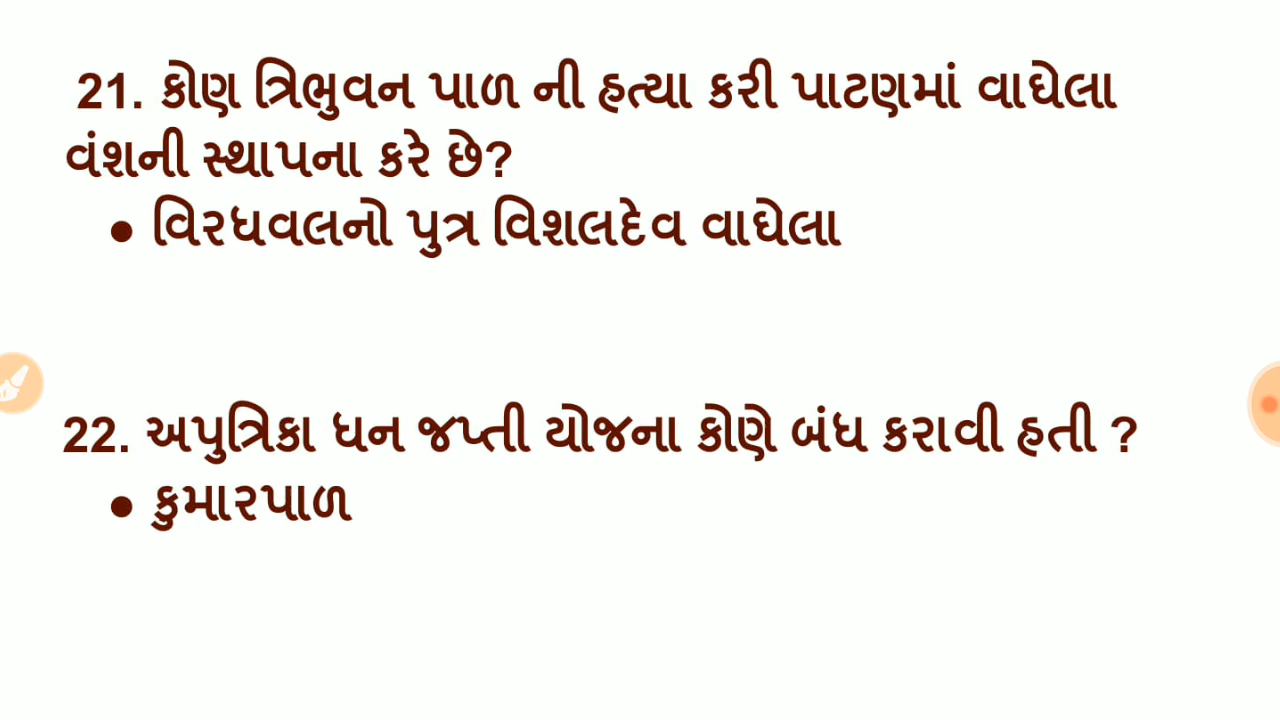 21. કોણ ત્રિભુવન પાળ ની હત્યા કરી પાટણમાં વાઘેલા
વંશની સ્થાપના કરે છે?
● વિરધવલનો પુત્ર વિશલદેવ વાઘેલા
22. અપુત્રિકા ધન જપ્તી યોજના કોણે બંધ કરાવી હતી ?
● કુમારપાળ